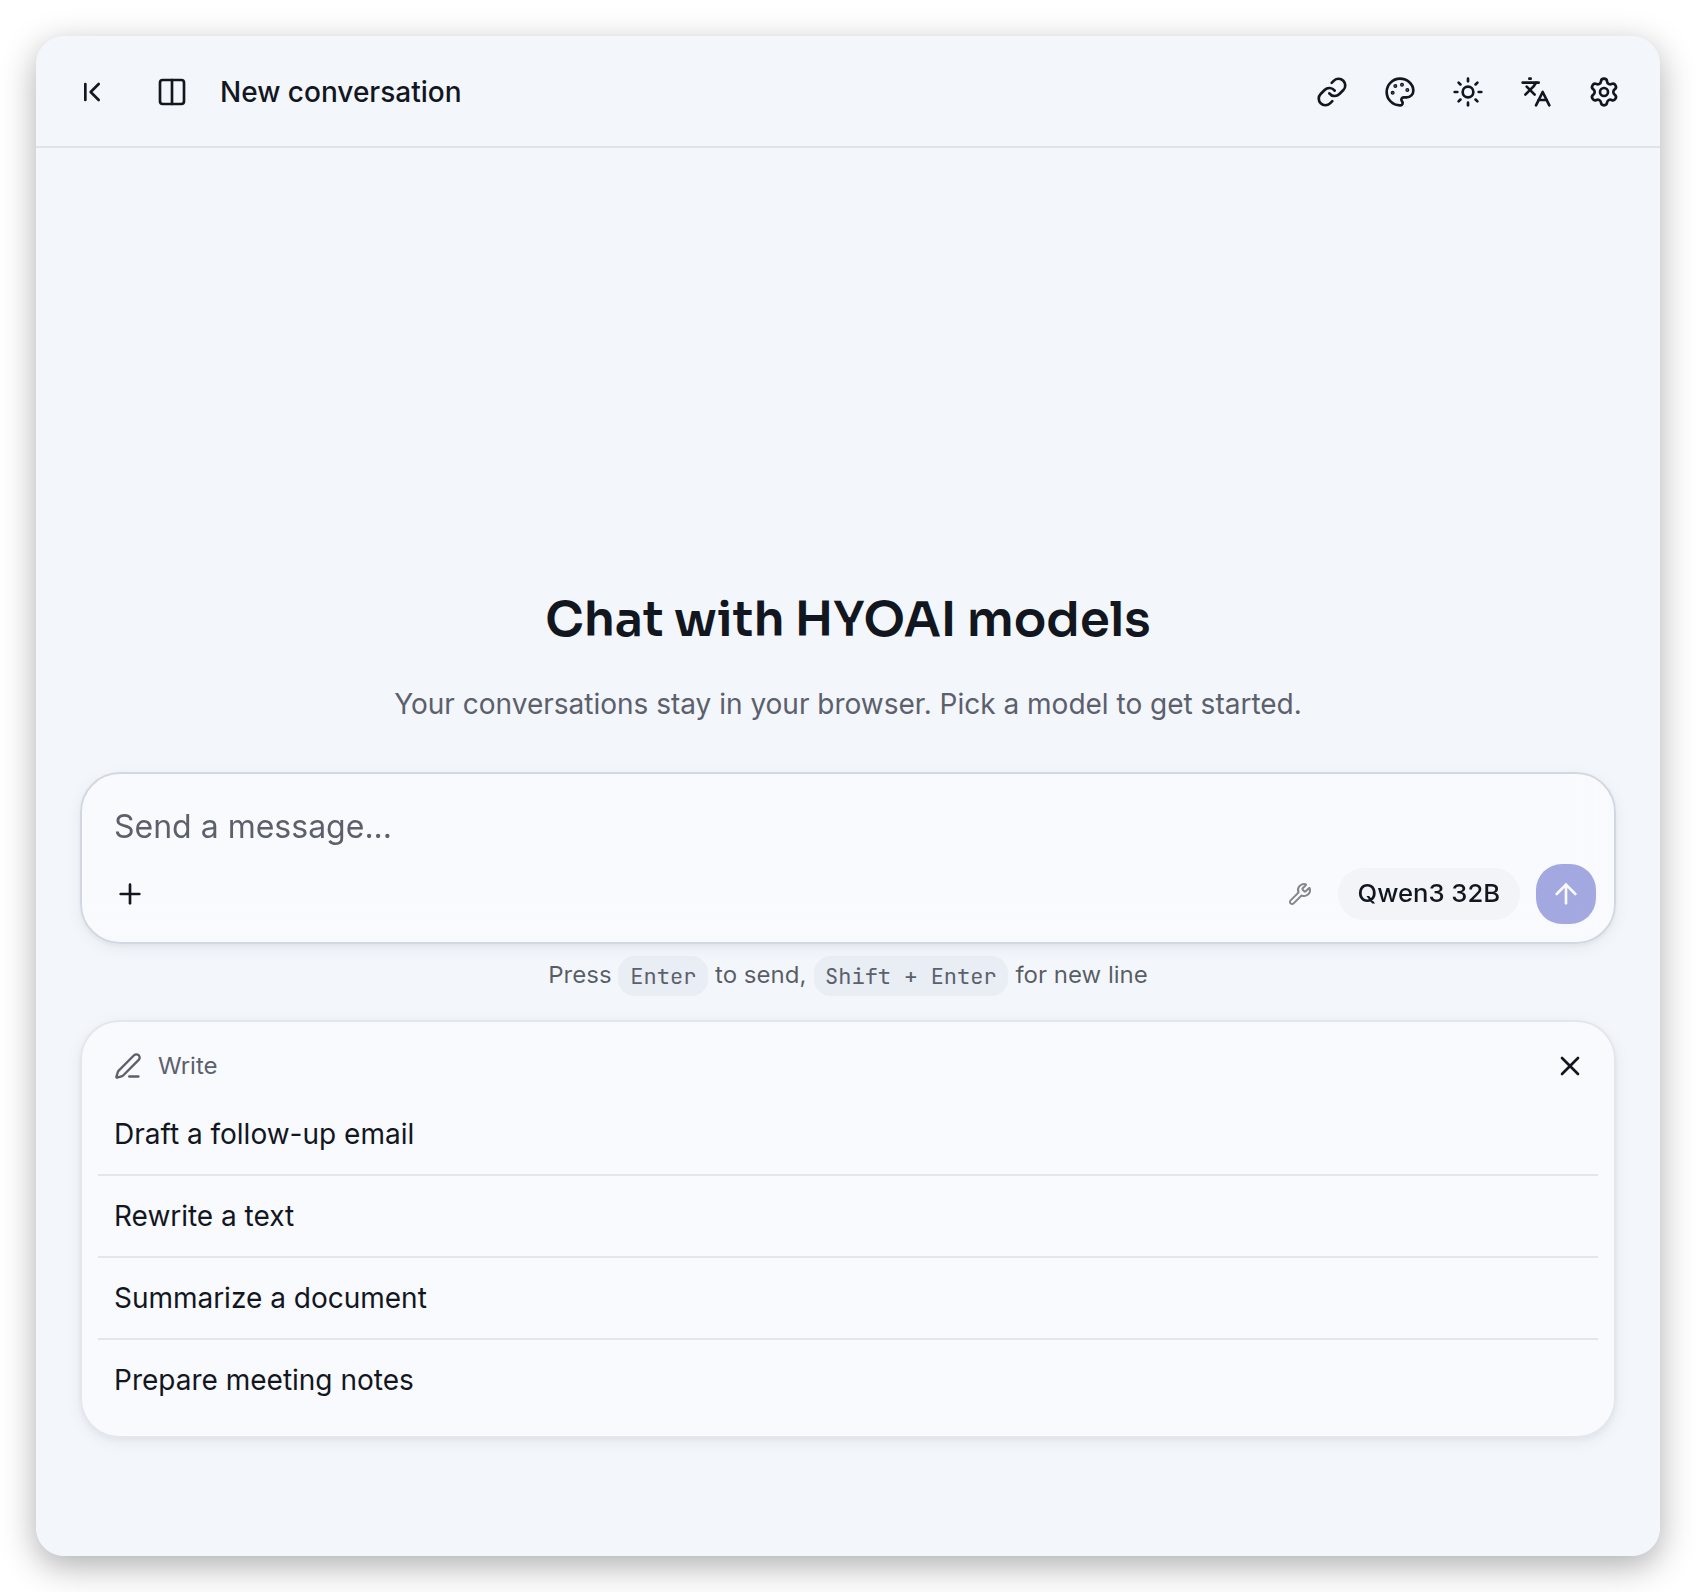 New conversation
Chat with HYOAI models
Your conversations stay in your browser. Pick a model to get started.
Send a message...
Qwen3 32B
Press Enter to send, Shift + Enter for new line
Write
Draft a follow-up email
Rewrite a text
Summarize a document
Prepare meeting notes